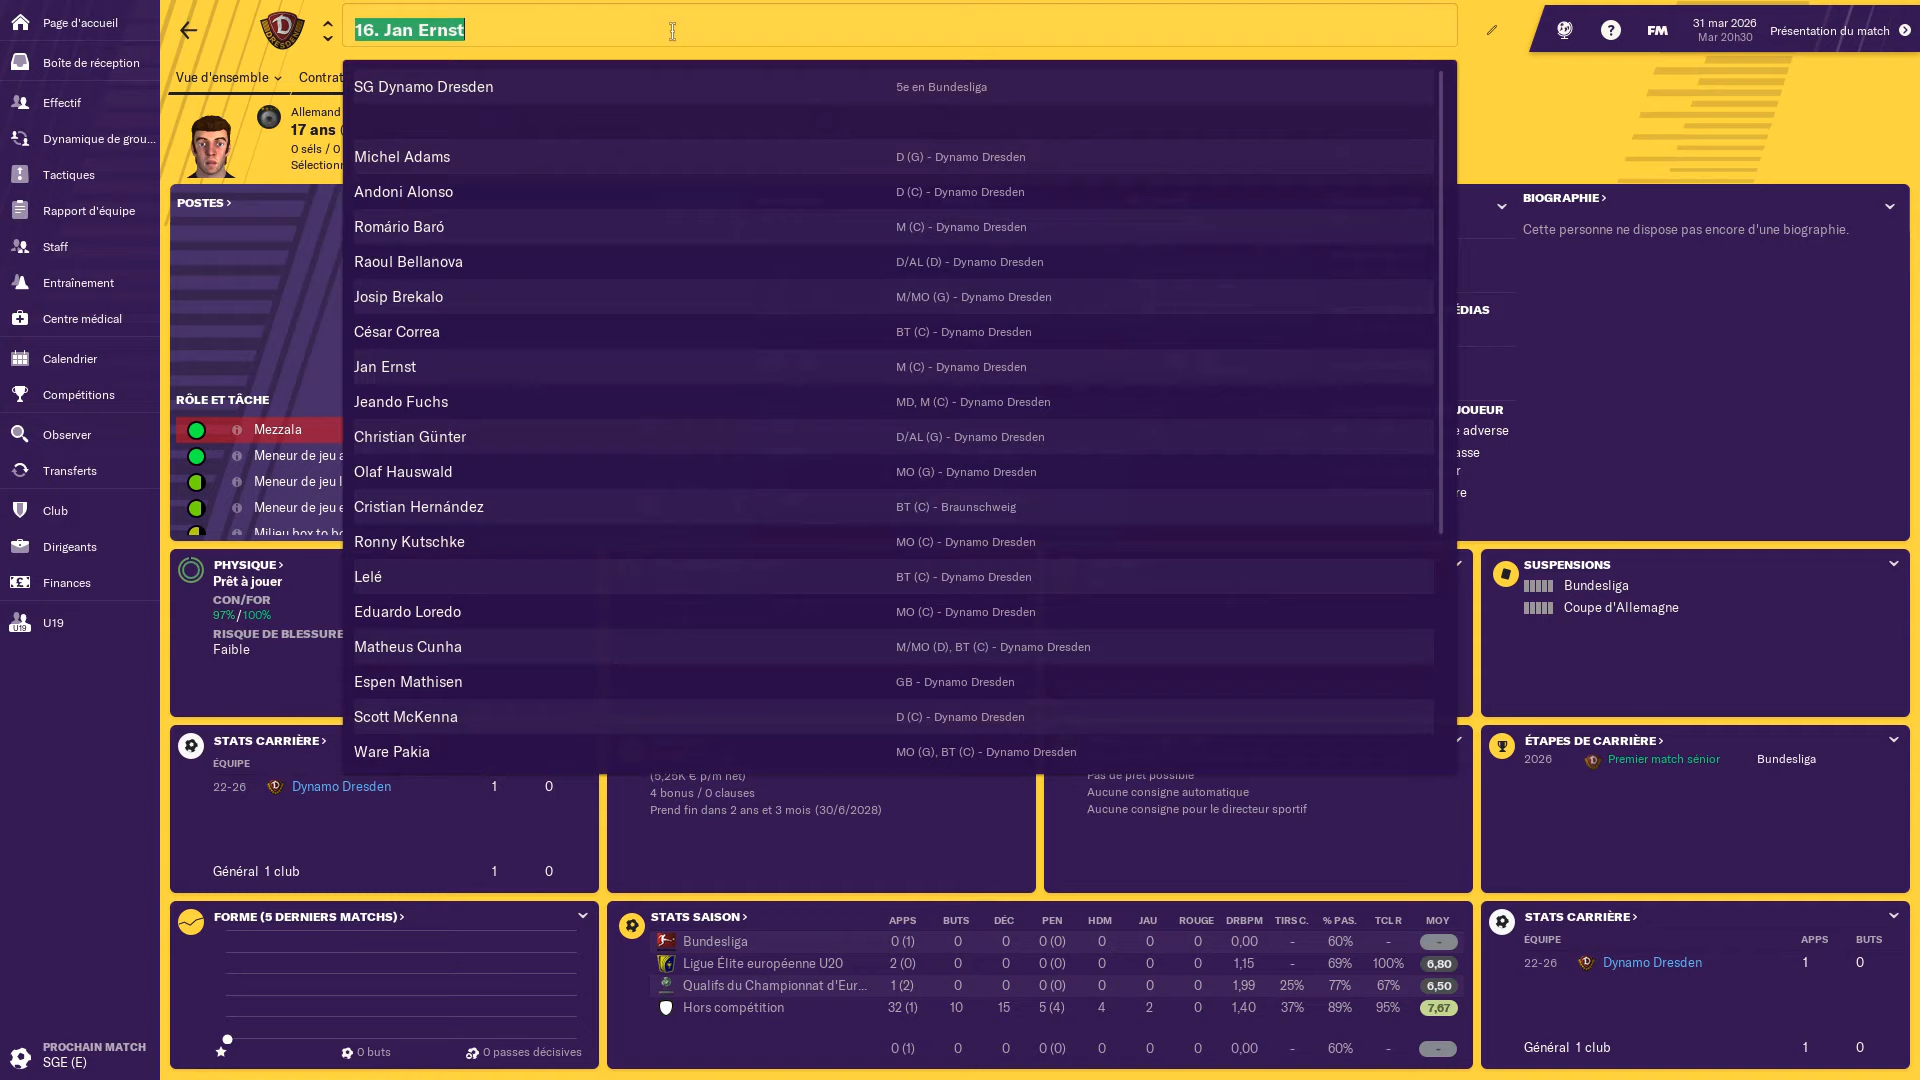 Page d'accueil
Boîte de réception
Effectif
Dynamique de grou...
Tactiques
Rapport d'équipe
Staff
Entraînement
Centre médical
Calendrier
Compétitions
Observer
Transferts
Club
Dirigeants
Finances
U19
U19
PROCHAIN MATCH
SGE (E)
16. Jan Ernst
FM
31 mar 2026
Mar 20h30
Présentation du match
Vue d'ensemble
Contrat
Allemand
17 ans (
0 séls / 0
Sélectionn
SG Dynamo Dresden 5e en Bundesliga
Michel Adams D (G) - Dynamo Dresden
Andoni Alonso D (C) - Dynamo Dresden
Romário Baró M (C) - Dynamo Dresden
Raoul Bellanova D/AL (D) - Dynamo Dresden
Josip Brekalo M/MO (G) - Dynamo Dresden
César Correa BT (C) - Dynamo Dresden
Jan Ernst M (C) - Dynamo Dresden
Jeando Fuchs MD, M (C) - Dynamo Dresden
Christian Günter D/AL (G) - Dynamo Dresden
Olaf Hauswald MO (G) - Dynamo Dresden
Cristian Hernández BT (C) - Braunschweig
Ronny Kutschke MO (C) - Dynamo Dresden
Lelé BT (C) - Dynamo Dresden
Eduardo Loredo MO (C) - Dynamo Dresden
Matheus Cunha M/MO (D), BT (C) - Dynamo Dresden
Espen Mathisen GB - Dynamo Dresden
Scott McKenna D (C) - Dynamo Dresden
Ware Pakia MO (G), BT (C) - Dynamo Dresden
POSTES >
RÔLE ET TÂCHE
Mezzala
Meneur de jeu a
Meneur de jeu l
Meneur de jeu e
Milieu box to bo
BIOGRAPHIE >
Cette personne ne dispose pas encore d'une biographie.
ÉDIAS
JOUEUR
e adverse
asse
r
re
PHYSIQUE >
Prêt à jouer
CON/FOR
97% / 100%
RISQUE DE BLESSURE
Faible
SUSPENSIONS
Bundesliga
Coupe d'Allemagne
STATS CARRIÈRE >
ÉQUIPE
22-26 Dynamo Dresden 1 0
Général 1 club 1 0
(5,25K € p/m net)
4 bonus / 0 clauses
Prend fin dans 2 ans et 3 mois (30/6/2028)
Pas de prêt possible
Aucune consigne automatique
Aucune consigne pour le directeur sportif
ÉTAPES DE CARRIÈRE >
2026 Premier match sénior Bundesliga
FORME (5 DERNIERS MATCHS) >
0 buts
0 passes décisives
STATS SAISON > APPS BUTS DÉC PEN HDM JAU ROUGE DRBPM TIRS C. % PAS. TCL R MOY
Bundesliga 0 (1) 0 0 0 (0) 0 0 0 0,00 - 60% - -
Ligue Élite européenne U20 2 (0) 0 0 0 (0) 0 0 0 1,15 - 69% 100% 6,80
Qualifs du Championnat d'Eur... 1 (2) 0 0 0 (0) 0 0 0 1,99 25% 77% 67% 6,50
Hors compétition 32 (1) 10 15 5 (4) 4 2 0 1,40 37% 89% 95% 7,67
0 (1) 0 0 0 (0) 0 0 0 0,00 - 60% - -
STATS CARRIÈRE >
ÉQUIPE APPS BUTS
22-26 Dynamo Dresden 1 0
Général 1 club 1 0